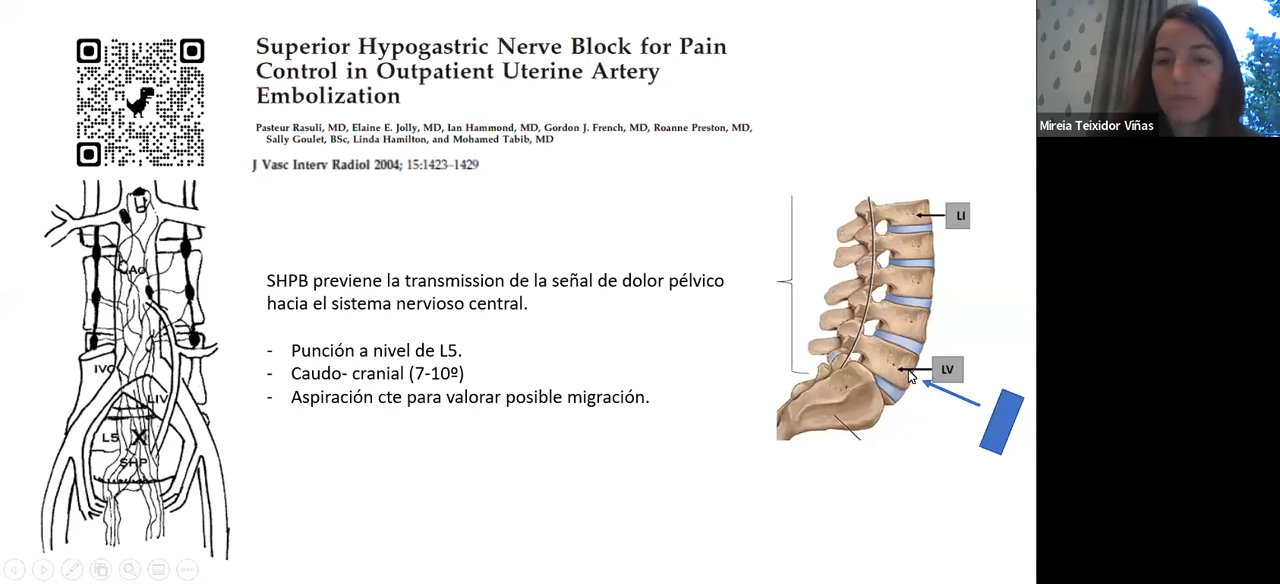 Superior Hypogastric Nerve Block for Pain
Control in Outpatient Uterine Artery
Embolization
Pasteur Rasuli, MD, Elaine E. Jolly, MD, Ian Hammond, MD, Gordon J. French, MD, Roanne Preston, MD,
Sally Goulet, BSc, Linda Hamilton, and Mohamed Tabib, MD
J Vasc Interv Radiol 2004; 15:1423–1429
Mireia Teixidor Viñas
CAO
IVC
LIV
L5 X
SHP
SHPB previene la transmission de la señal de dolor pélvico
hacia el sistema nervioso central.
- Punción a nivel de L5.
- Caudo- cranial (7-10º)
- Aspiración cte para valorar posible migración.
LI
LV